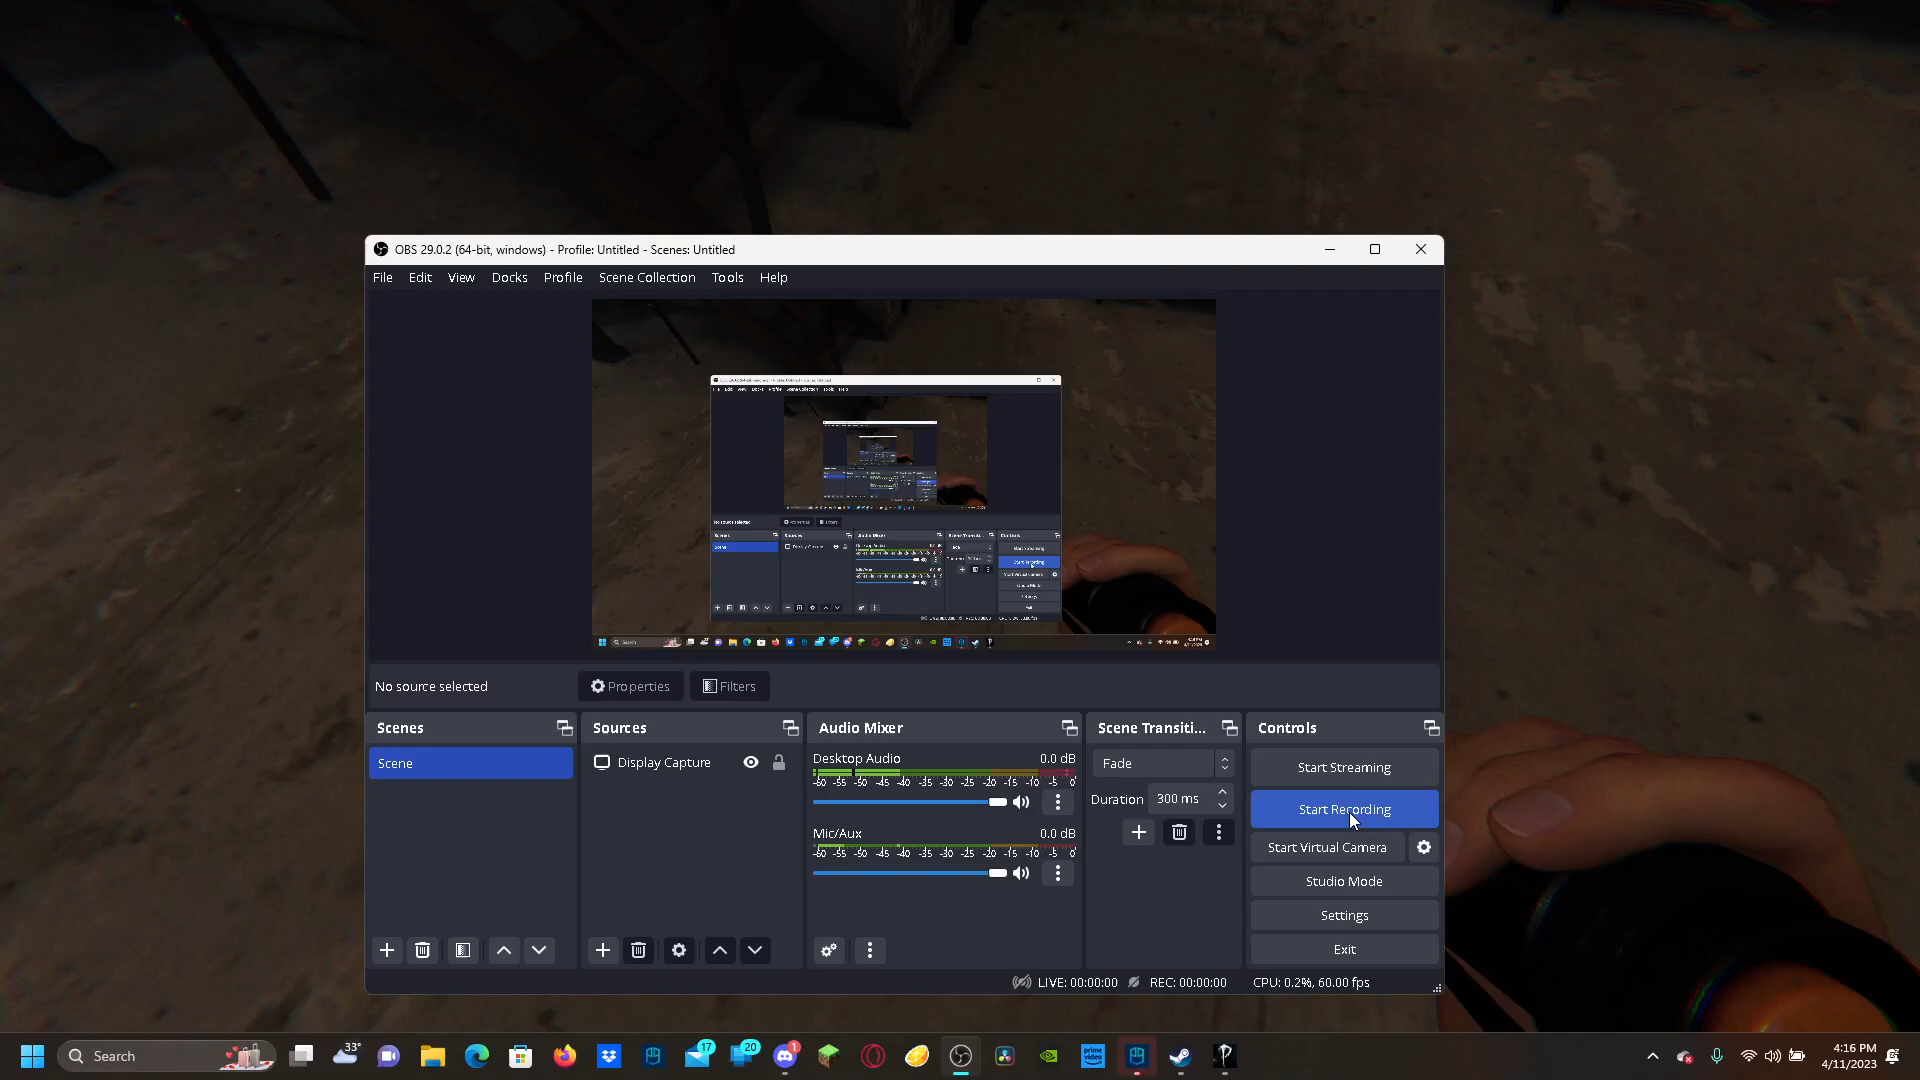 OBS 29.0.2 (64-bit, windows) - Profile: Untitled - Scenes: Untitled
File Edit View Docks Profile Scene Collection Tools Help
No source selected Properties Filters
Scenes
Scene
Sources
Display Capture
Audio Mixer
Desktop Audio 0.0 dB
-60 -55 -50 -45 -40 -35 -30 -25 -20 -15 -10 -5 0
Mic/Aux 0.0 dB
-60 -55 -50 -45 -40 -35 -30 -25 -20 -15 -10 -5 0
Scene Transiti...
Fade
Duration 300 ms
Controls
Start Streaming
Start Recording
Start Virtual Camera
Studio Mode
Settings
Exit
LIVE: 00:00:00 REC: 00:00:00 CPU: 0.2%, 60.00 fps
Search
33°
17
20
1
prime video
4:16 PM
4/11/2023